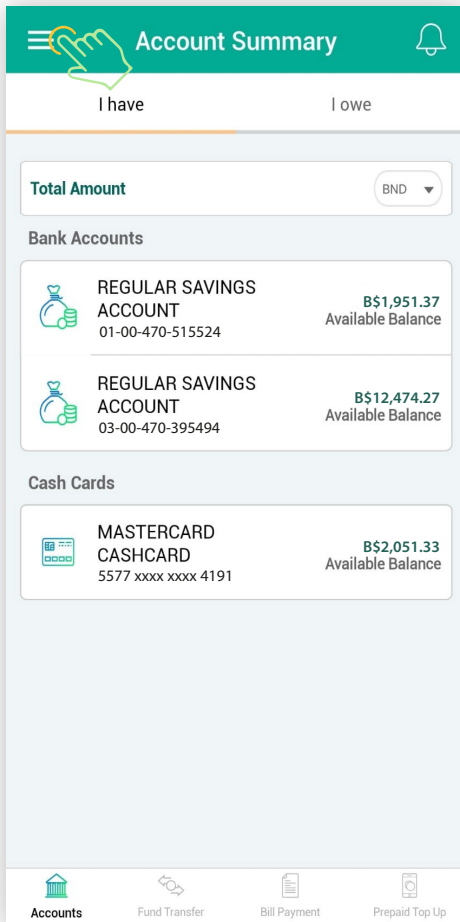 Account Summary
I have
I owe
Total Amount
BND
Bank Accounts
REGULAR SAVINGS
ACCOUNT
01-00-470-515524
B$1,951.37
Available Balance
REGULAR SAVINGS
ACCOUNT
03-00-470-395494
B$12,474.27
Available Balance
Cash Cards
MASTERCARD
CASHCARD
5577 xxxx xxxx 4191
B$2,051.33
Available Balance
Accounts
Fund Transfer
Bill Payment
Prepaid Top Up